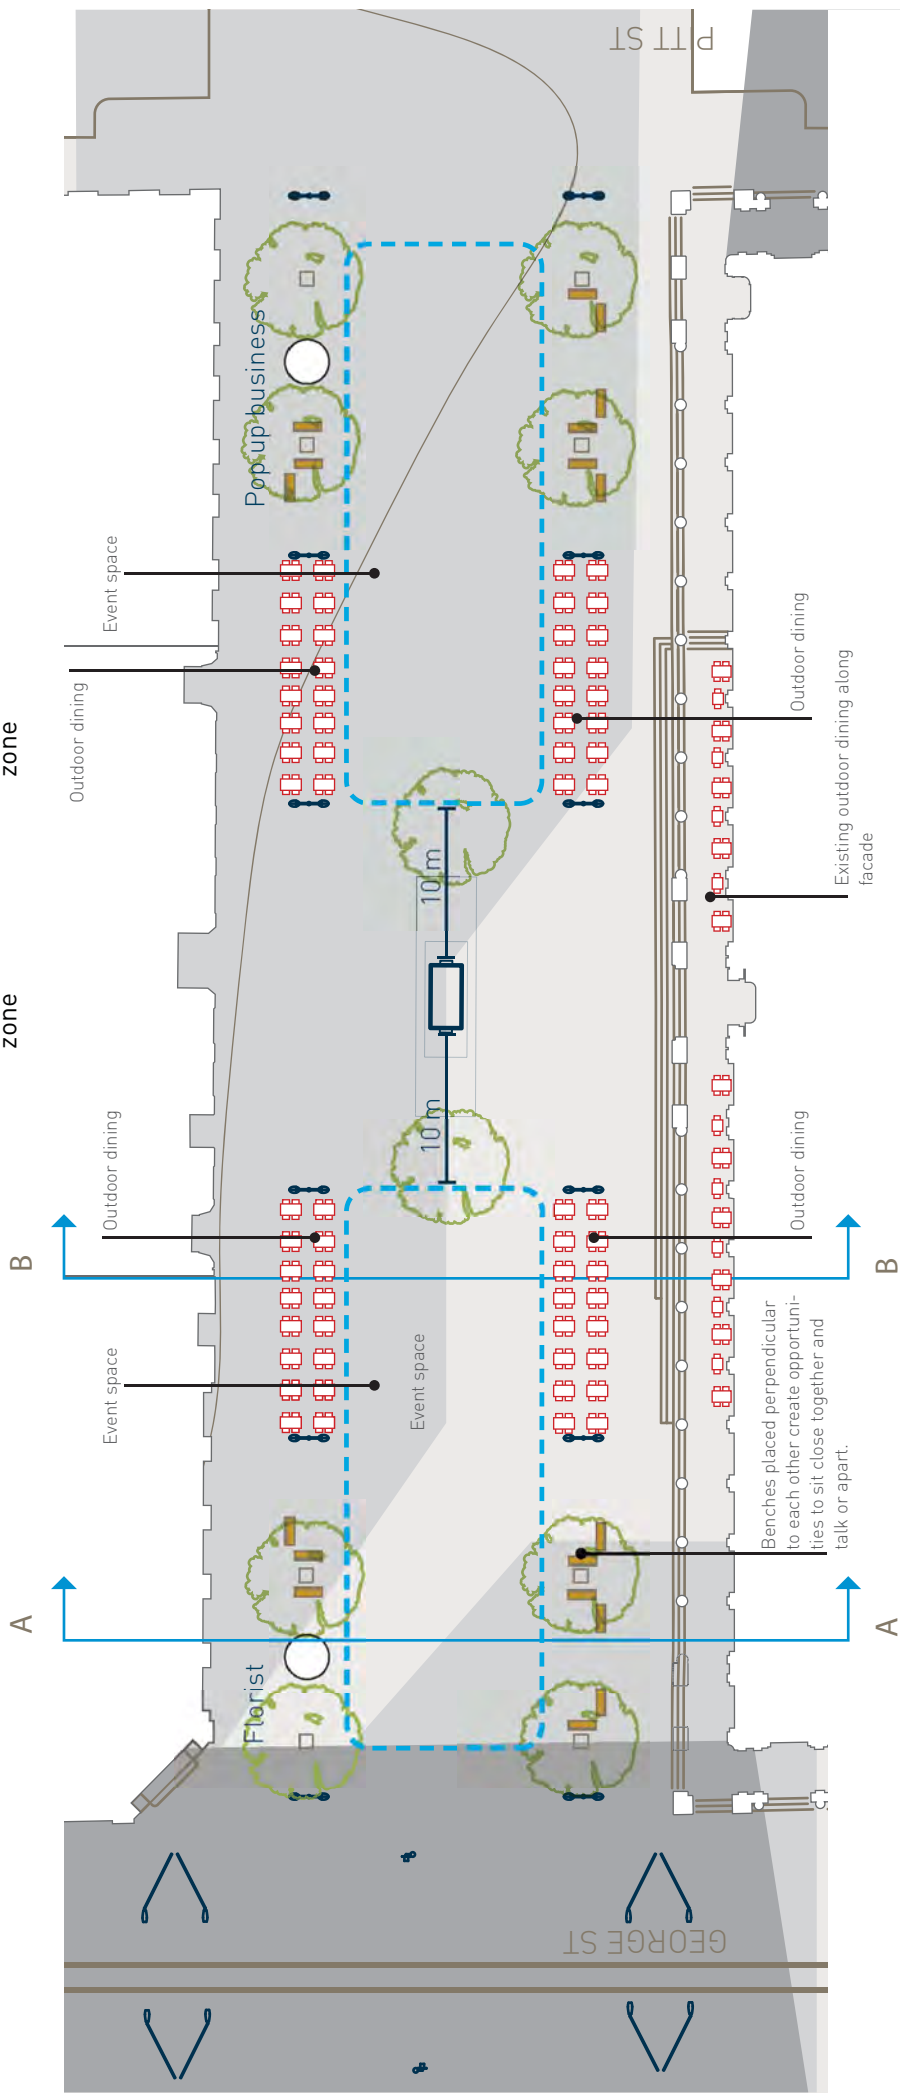 PITT ST
Pop up business
Event space
Outdoor dining
Outdoor dining
zone
Existing outdoor dining along
facade
10 m
zone
10 m
Outdoor dining
Outdoor dining
B
B
Event space
Event space
Benches placed perpendicular
to each other create opportuni-
ties to sit close together and
talk or apart.
A
A
Florist
GEORGE ST